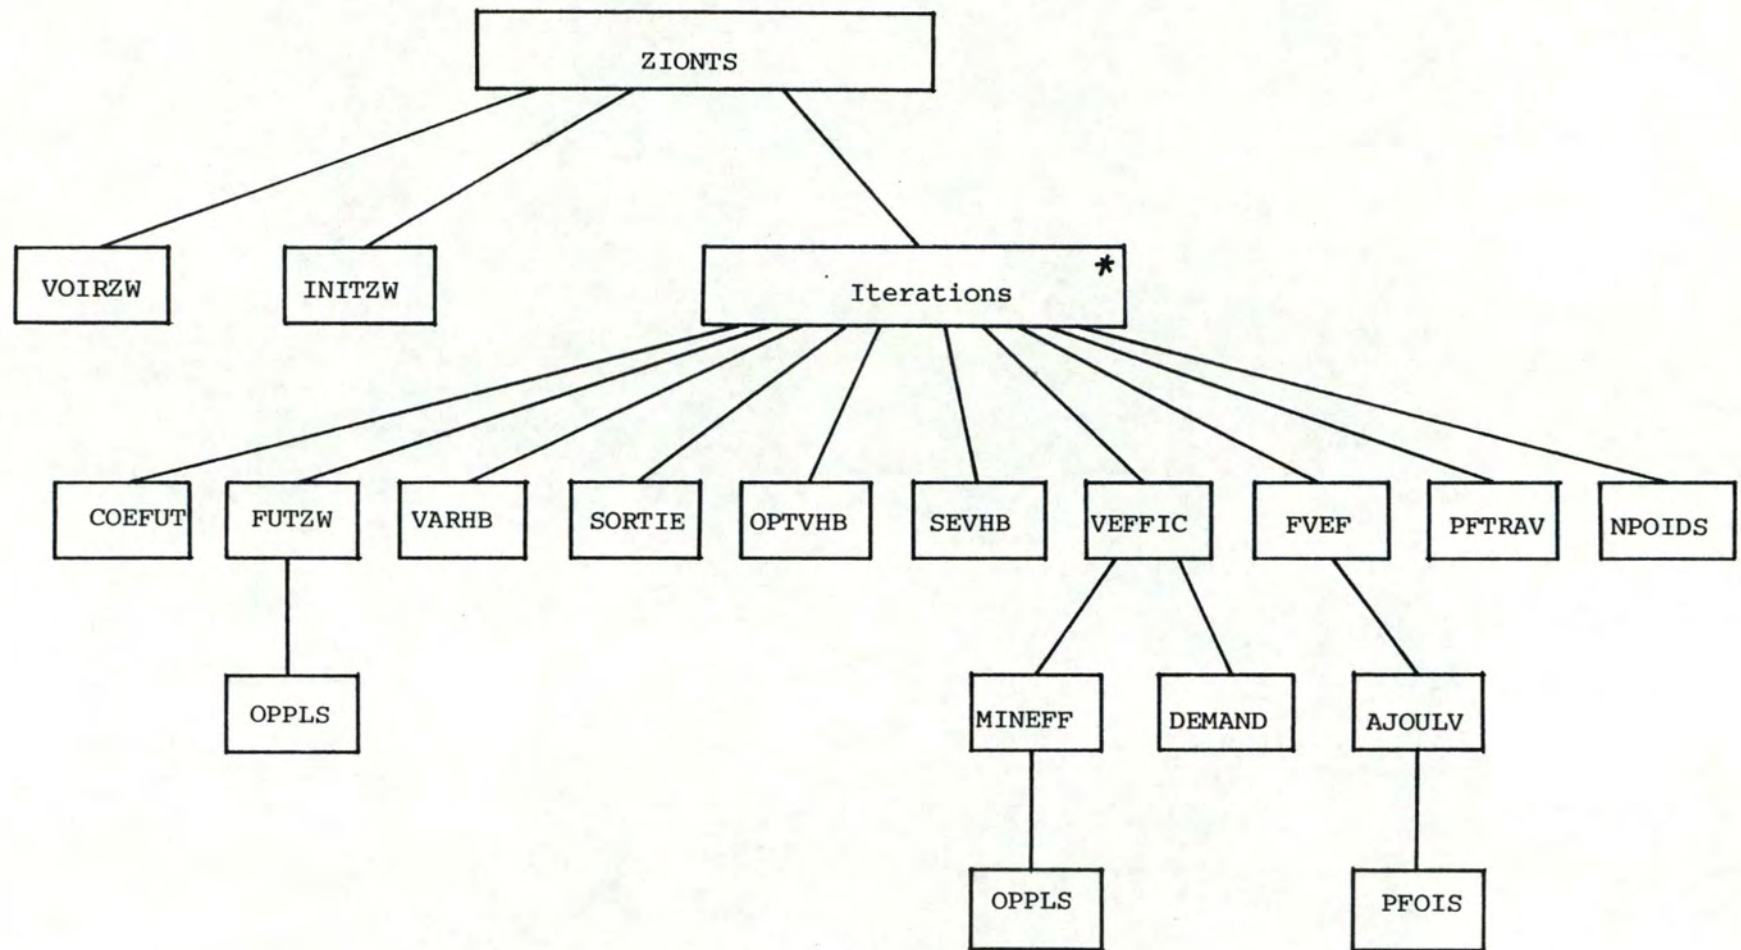 ZIONTS
VOIRZW
INITZW
Iterations
*
COEFUT
FUTZW
VARHB
SORTIE
OPTVHB
SEVHB
VEFFIC
FVEF
PFTRAV
NPOIDS
OPPLS
MINEFF
DEMAND
AJOULV
OPPLS
PFOIS